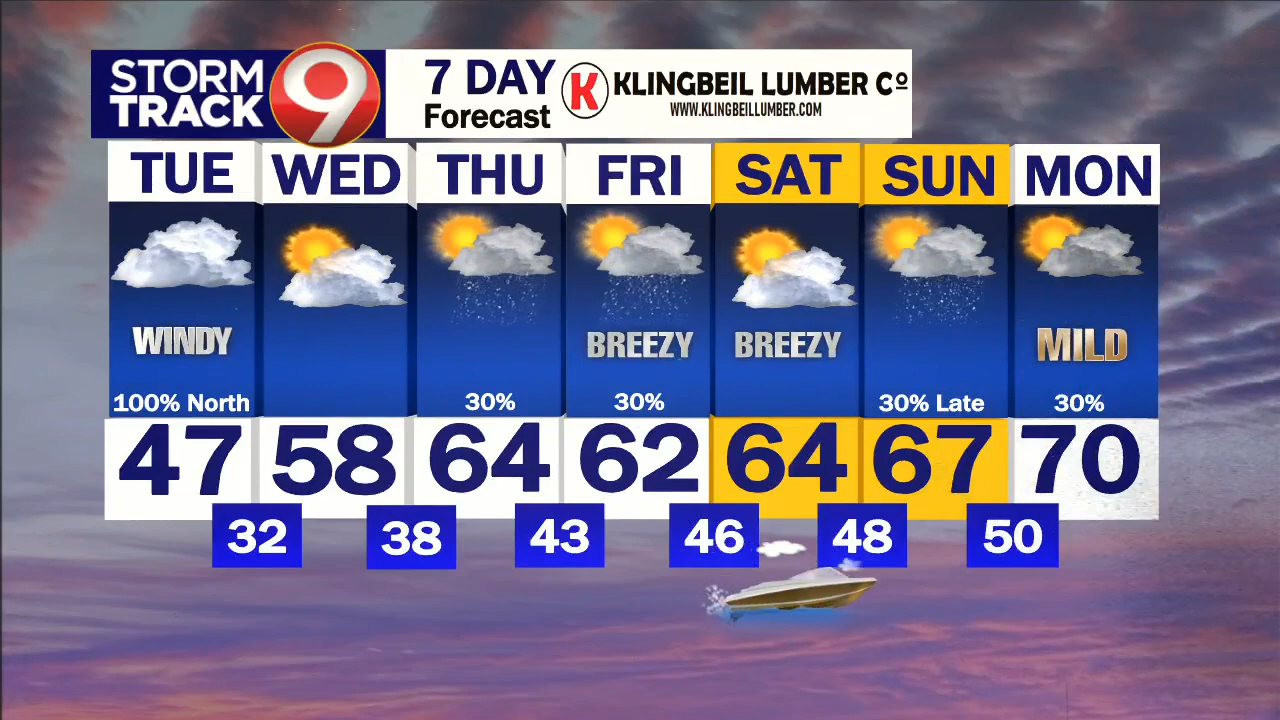 STORM
TRACK
9
7 DAY
Forecast
K
KLINGBEIL LUMBER Cº
WWW.KLINGBEILLUMBER.COM
TUE WED THU FRI SAT SUN MON
WINDY BREEZY BREEZY MILD
100% North 30% 30% 30% Late 30%
47 58 64 62 64 67 70
32 38 43 46 48 50